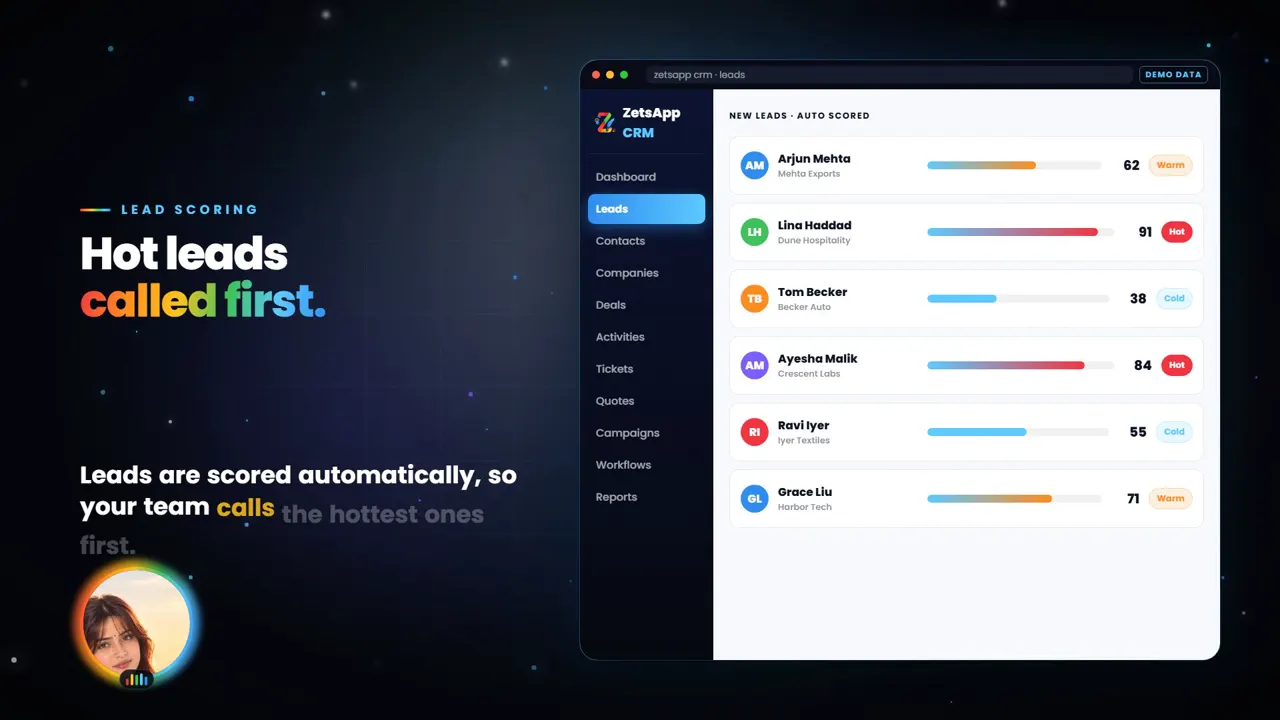 LEAD SCORING
Hot leads
called first.
Leads are scored automatically, so
your team calls the hottest ones
first.
zetsapp crm · leads
DEMO DATA
ZetsApp
CRM
Dashboard
Leads
Contacts
Companies
Deals
Activities
Tickets
Quotes
Campaigns
Workflows
Reports
NEW LEADS · AUTO SCORED
AM Arjun Mehta 62 Warm
Mehta Exports
LH Lina Haddad 91 Hot
Dune Hospitality
TB Tom Becker 38 Cold
Becker Auto
AM Ayesha Malik 84 Hot
Crescent Labs
RI Ravi Iyer 55 Cold
Iyer Textiles
GL Grace Liu 71 Warm
Harbor Tech